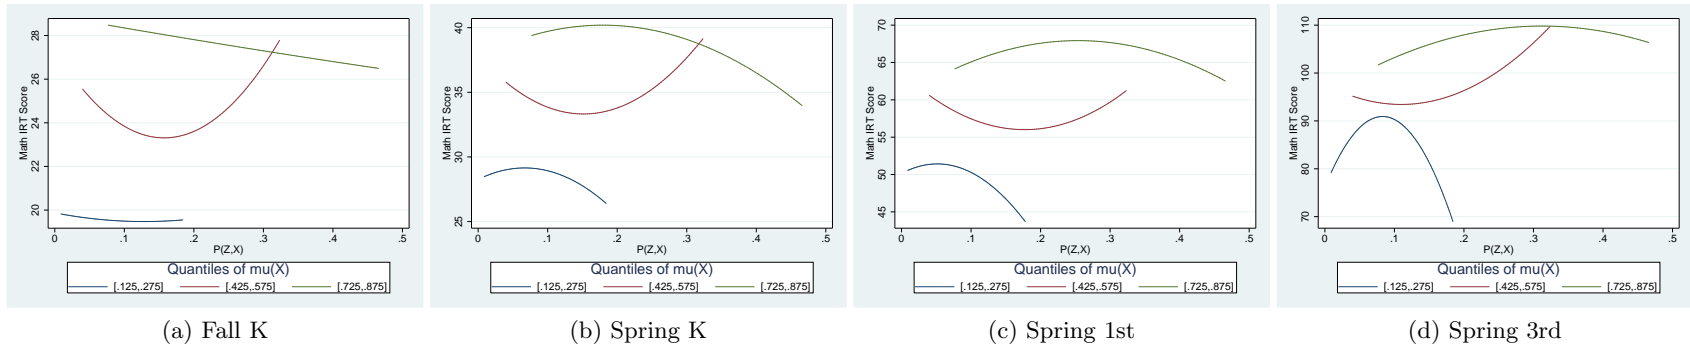 Math IRT Score
28
26
24
22
20
0 .1 .2 .3 .4 .5
P(Z,X)
Quantiles of mu(X)
[.125,.275] [.425,.575] [.725,.875]
(a) Fall K
Math IRT Score
40
35
30
25
0 .1 .2 .3 .4 .5
P(Z,X)
Quantiles of mu(X)
[.125,.275] [.425,.575] [.725,.875]
(b) Spring K
Math IRT Score
70
65
60
55
50
45
0 .1 .2 .3 .4 .5
P(Z,X)
Quantiles of mu(X)
[.125,.275] [.425,.575] [.725,.875]
(c) Spring 1st
Math IRT Score
110
100
90
80
70
0 .1 .2 .3 .4 .5
P(Z,X)
Quantiles of mu(X)
[.125,.275] [.425,.575] [.725,.875]
(d) Spring 3rd